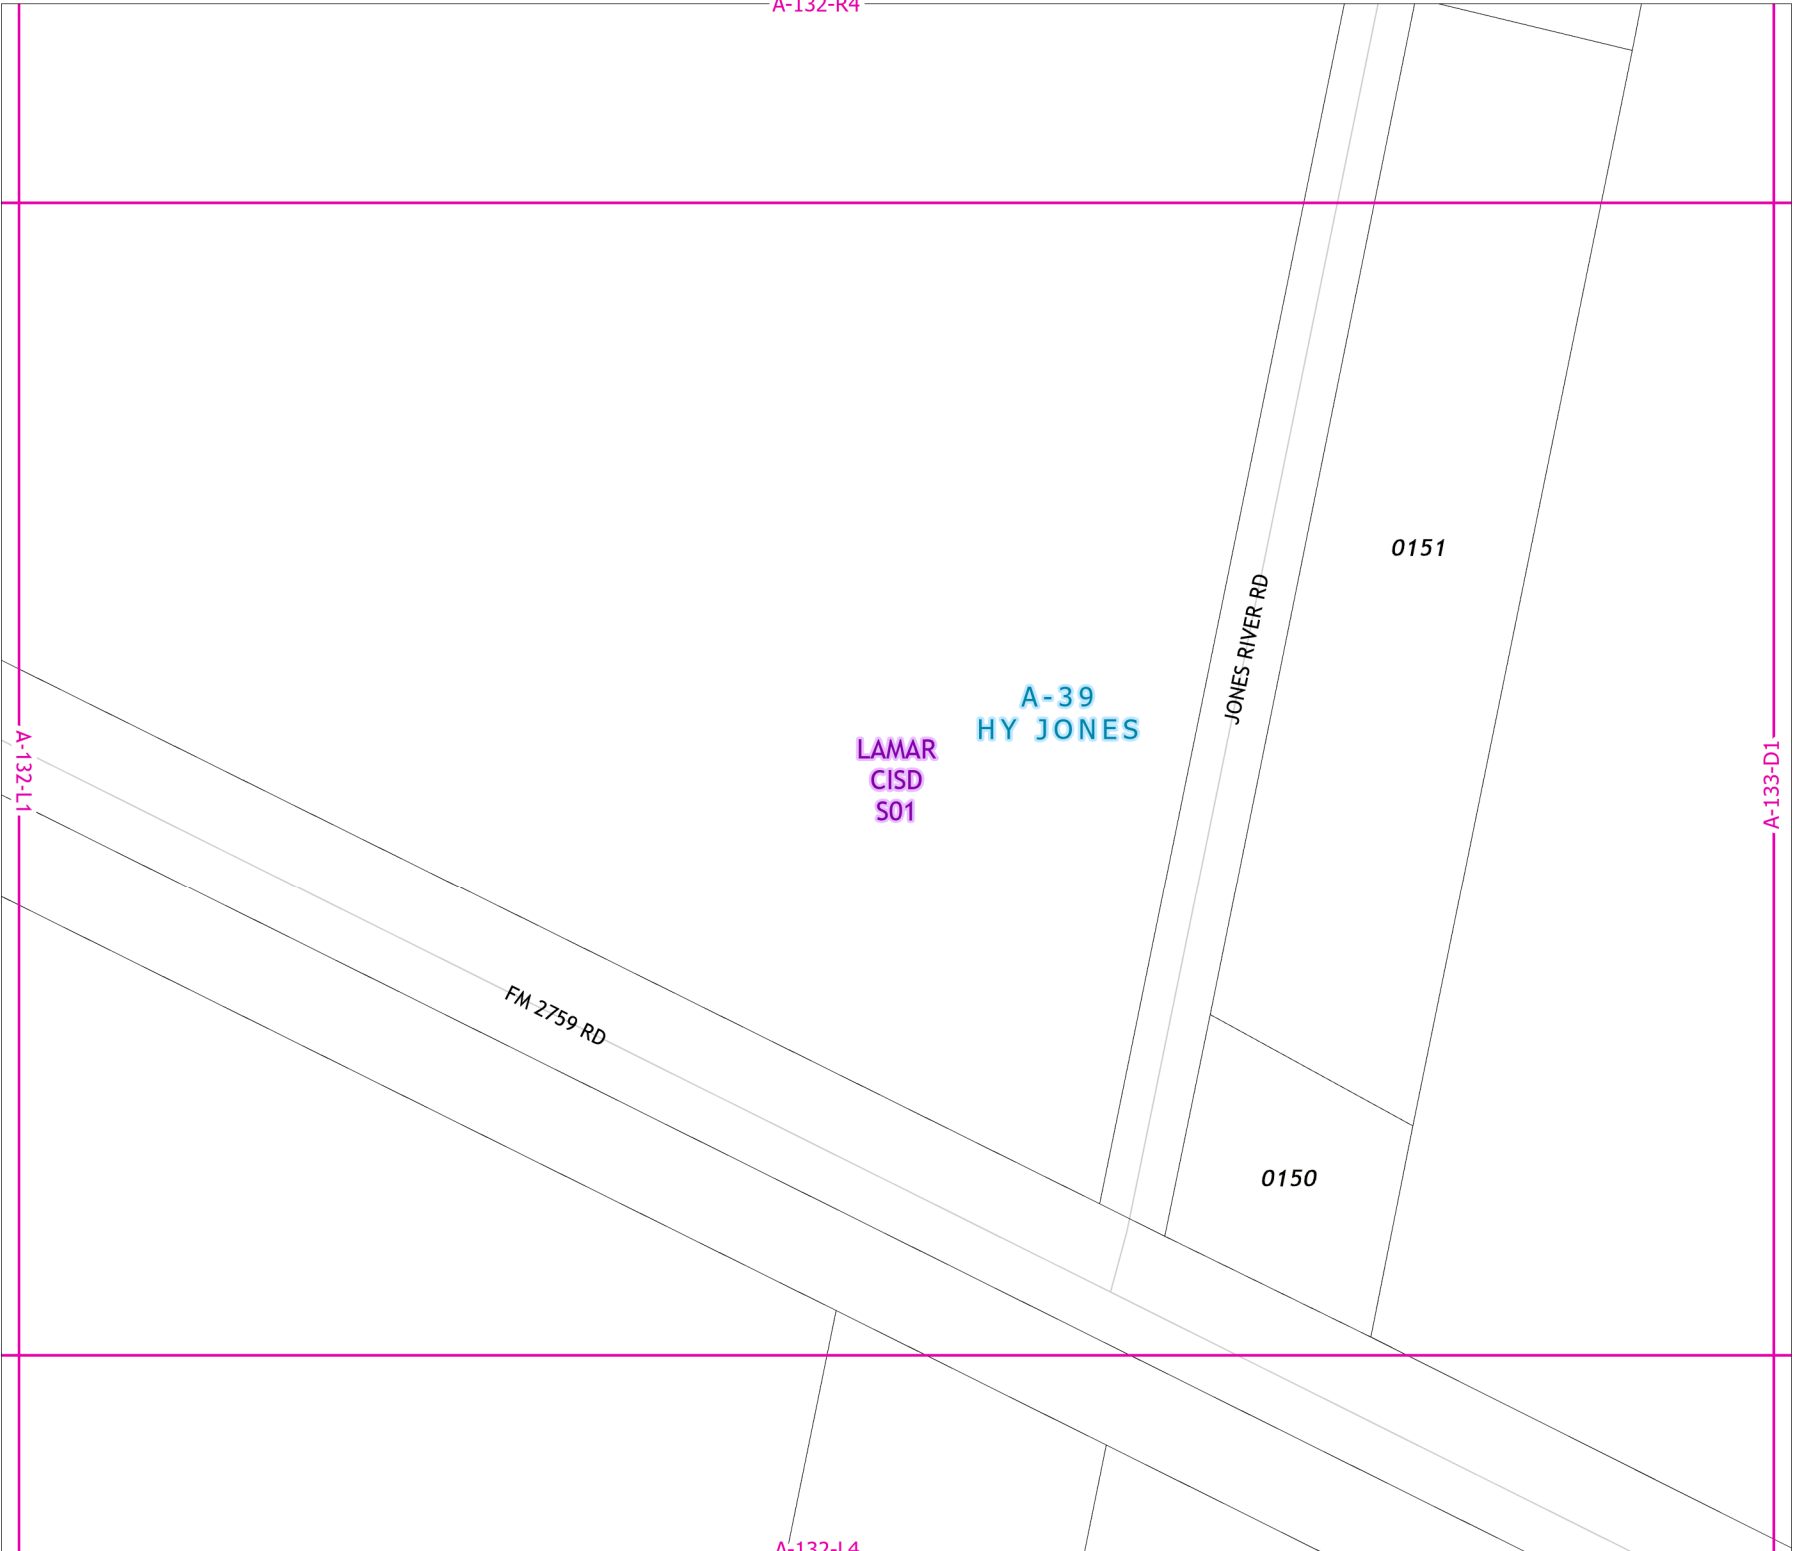 A-132-R4
0151
JONES RIVER RD
A-39
HY JONES
LAMAR
CISD
S01
A-132-L1
A-133-D1
FM 2759 RD
0150
A-132-L4